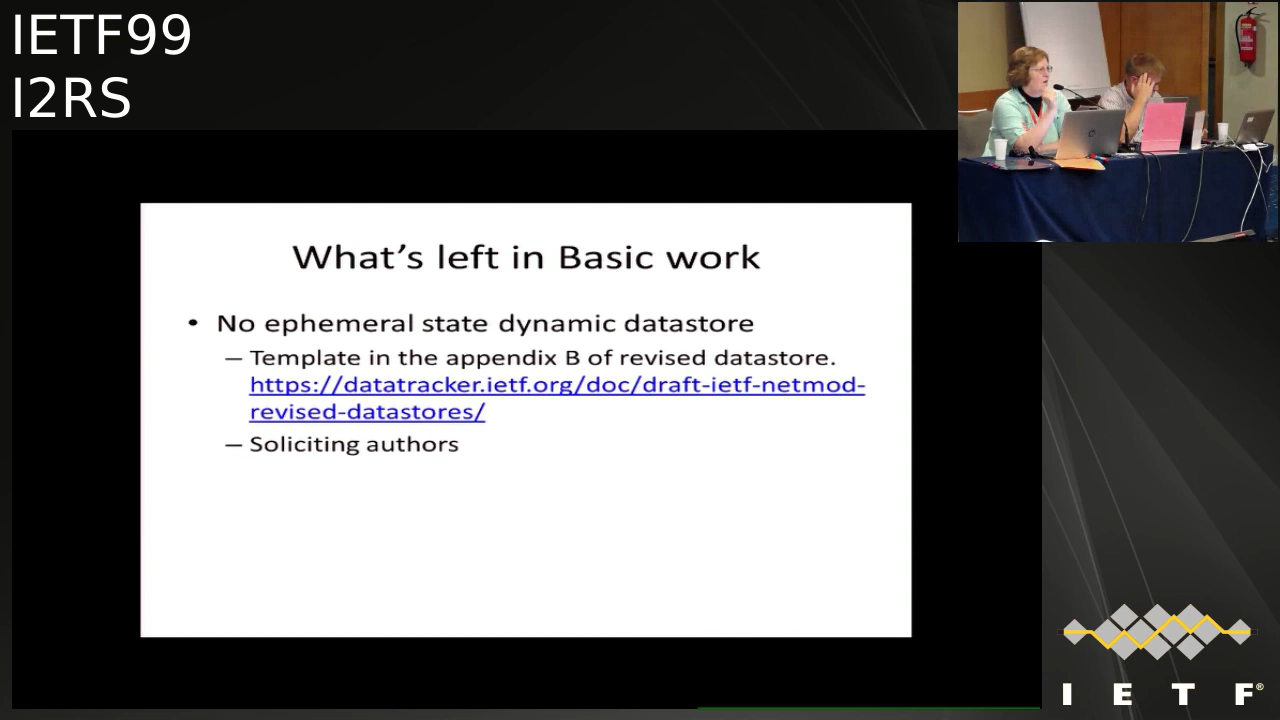 IETF99
I2RS
What's left in Basic work
• No ephemeral state dynamic datastore
– Template in the appendix B of revised datastore.
https://datatracker.ietf.org/doc/draft-ietf-netmod-
revised-datastores/
– Soliciting authors
I E T F®